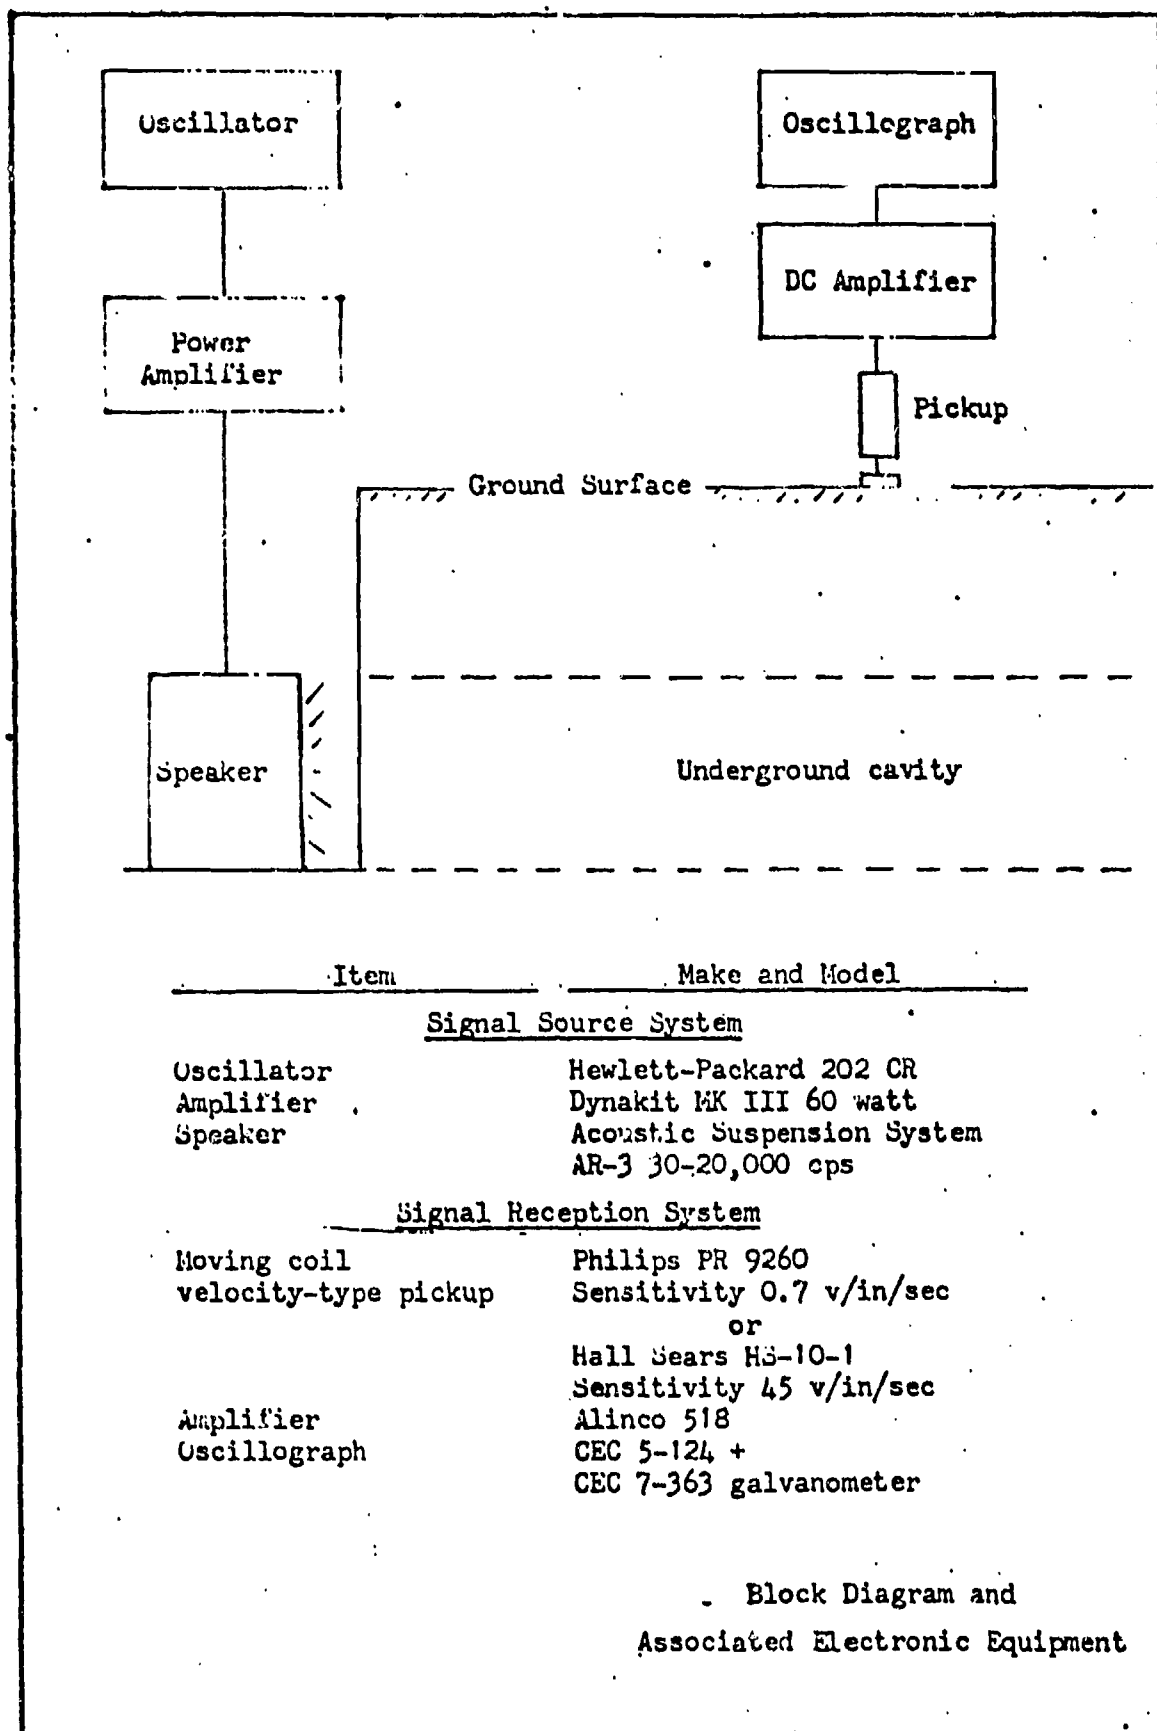 Oscillator
Oscillograph
DC Amplifier
Power
Amplifier
Pickup
Ground Surface
Speaker
Underground cavity
Item Make and Model
Signal Source System
Oscillator Hewlett-Packard 202 CR
Amplifier Dynakit MK III 60 watt
Speaker Acoustic Suspension System
AR-3 30-20,000 cps
Signal Reception System
Moving coil Philips PR 9260
velocity-type pickup Sensitivity 0.7 v/in/sec
or
Hall Sears HS-10-1
Sensitivity 45 v/in/sec
Amplifier Alinco 518
Oscillograph CEC 5-124 +
CEC 7-363 galvanometer
Block Diagram and
Associated Electronic Equipment